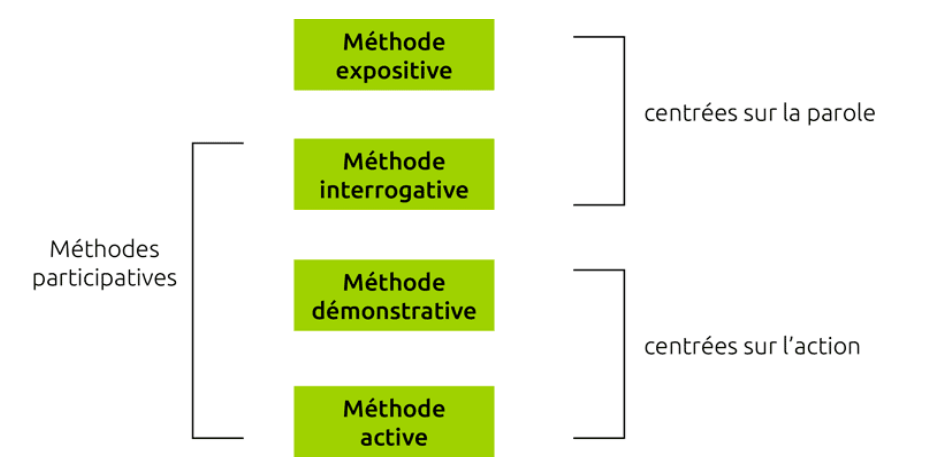 Méthode
expositive
centrées sur la parole
Méthode
interrogative
Méthodes
participatives
Méthode
démonstrative
centrées sur l’action
Méthode
active